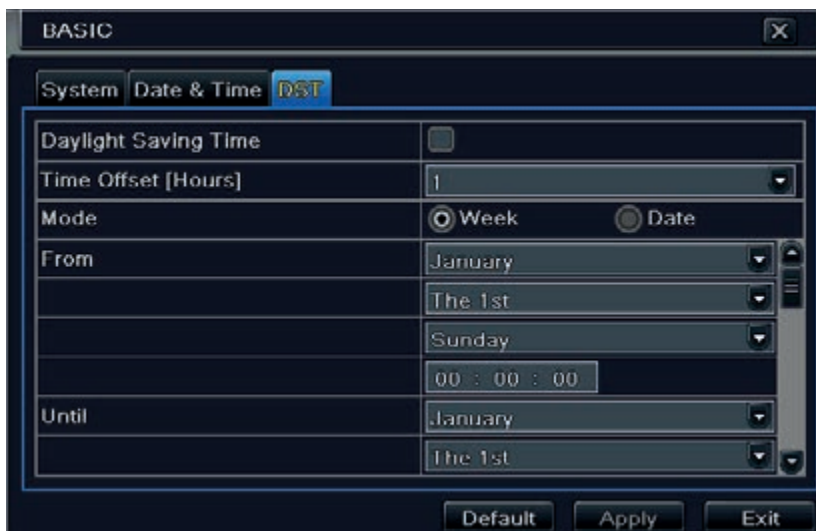 BASIC
System Date & Time DST
Daylight Saving Time
Time Offset [Hours] 1
Mode Week Date
From January
The 1st
Sunday
00 : 00 : 00
Until January
The 1st
Default Apply Exit